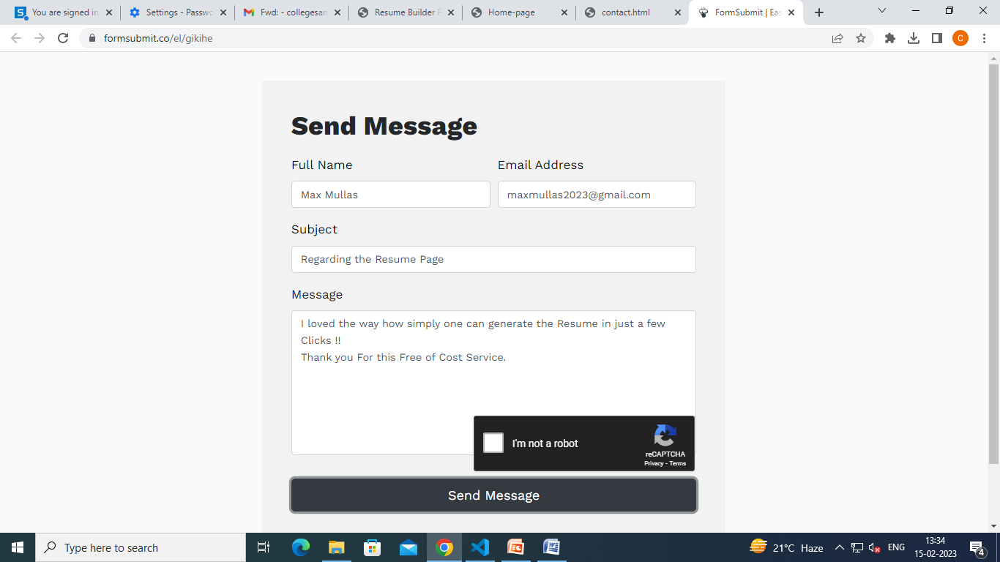 You are signed in
Settings - Passwo
Fwd: - collegesan
Resume Builder F
Home-page
contact.html
FormSubmit | Eas
formsubmit.co/el/gikihe
C
Send Message
Full Name
Email Address
Max Mullas
maxmullas2023@gmail.com
Subject
Regarding the Resume Page
Message
I loved the way how simply one can generate the Resume in just a few
Clicks !!
Thank you For this Free of Cost Service.
I'm not a robot
reCAPTCHA
Privacy - Terms
Send Message
Type here to search
21°C Haze
ENG
13:34
15-02-2023
4